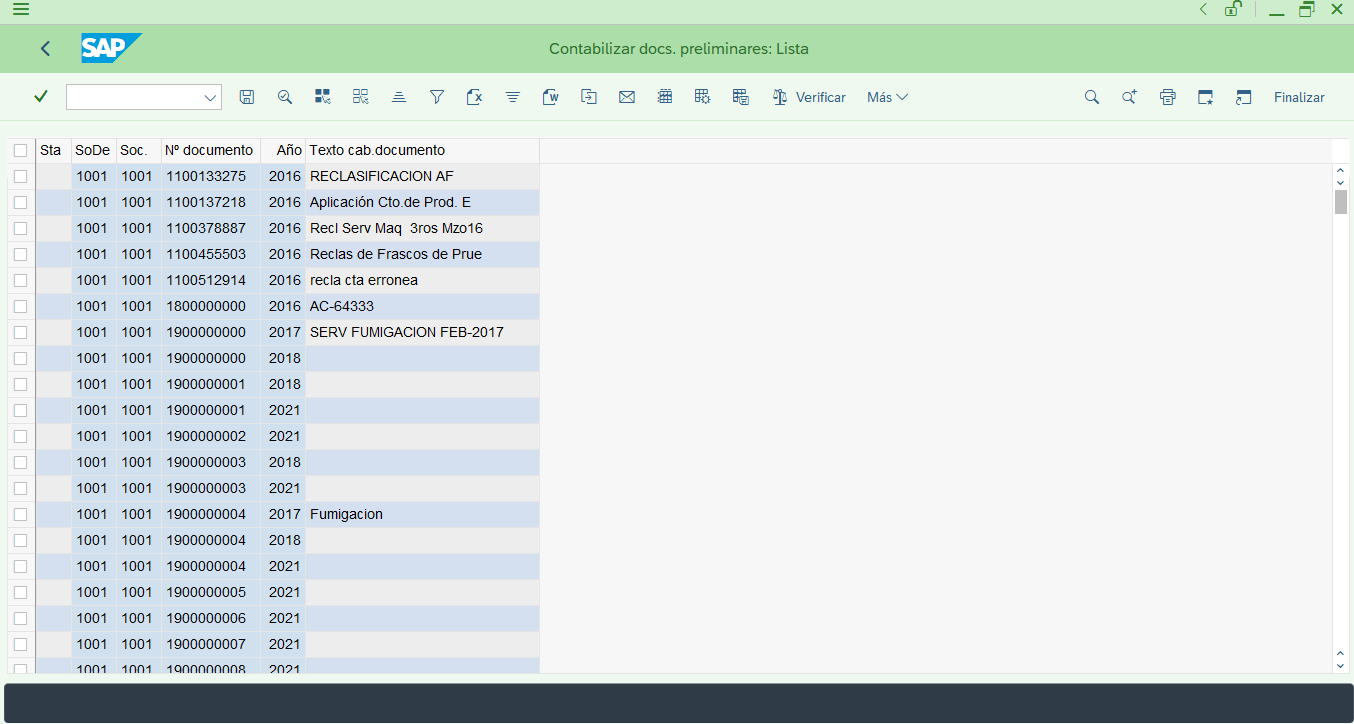 SAP
Contabilizar docs. preliminares: Lista
Verificar Más Finalizar
Sta SoDe Soc. Nº documento Año Texto cab.documento
1001 1001 1100133275 2016 RECLASIFICACION AF
1001 1001 1100137218 2016 Aplicación Cto.de Prod. E
1001 1001 1100378887 2016 Recl Serv Maq  3ros Mzo16
1001 1001 1100455503 2016 Reclas de Frascos de Prue
1001 1001 1100512914 2016 recla cta erronea
1001 1001 1800000000 2016 AC-64333
1001 1001 1900000000 2017 SERV FUMIGACION FEB-2017
1001 1001 1900000000 2018
1001 1001 1900000001 2018
1001 1001 1900000001 2021
1001 1001 1900000002 2021
1001 1001 1900000003 2018
1001 1001 1900000003 2021
1001 1001 1900000004 2017 Fumigacion
1001 1001 1900000004 2018
1001 1001 1900000004 2021
1001 1001 1900000005 2021
1001 1001 1900000006 2021
1001 1001 1900000007 2021
1001 1001 1900000008 2021